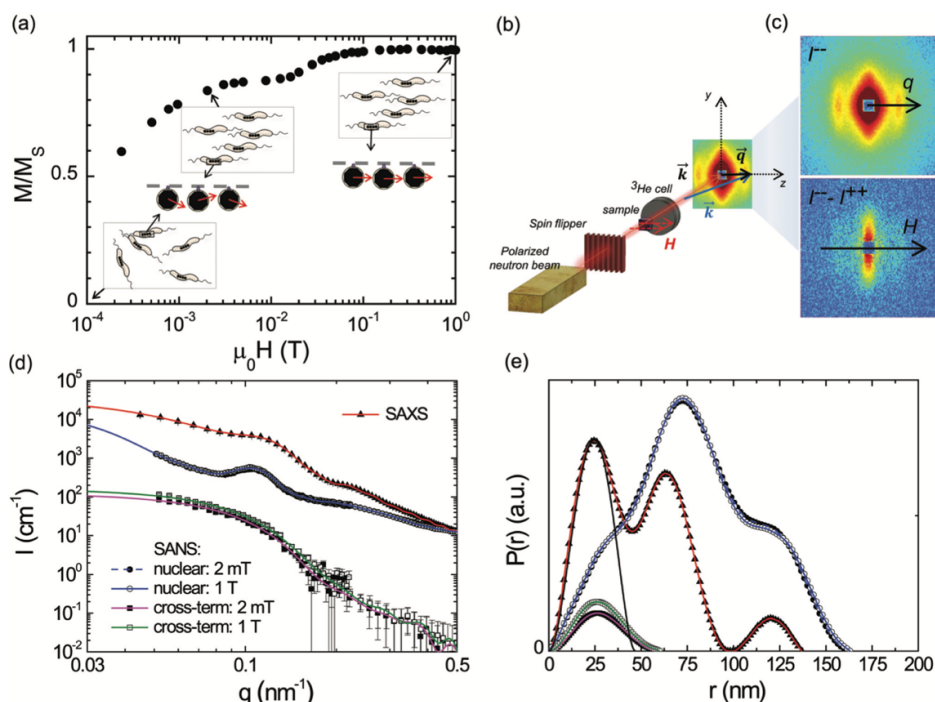 (a)
M/M_S
1
0.5
0
10^-4
10^-3
10^-2
10^-1
10^0
μ0H (T)
(b)
y
z
k⃗
q⃗
k⃗
3He cell
sample
H
Spin flipper
Polarized
neutron beam
(c)
I^--
q
I^-- - I^++
H
(d)
I (cm^-1)
10^5
10^4
10^3
10^2
10^1
10^0
10^-1
10^-2
SAXS
SANS:
nuclear: 2 mT
nuclear: 1 T
cross-term: 2 mT
cross-term: 1 T
0.03
0.1
0.5
q (nm^-1)
(e)
P(r) (a.u.)
0
0
25
50
75
100
125
150
175
200
r (nm)